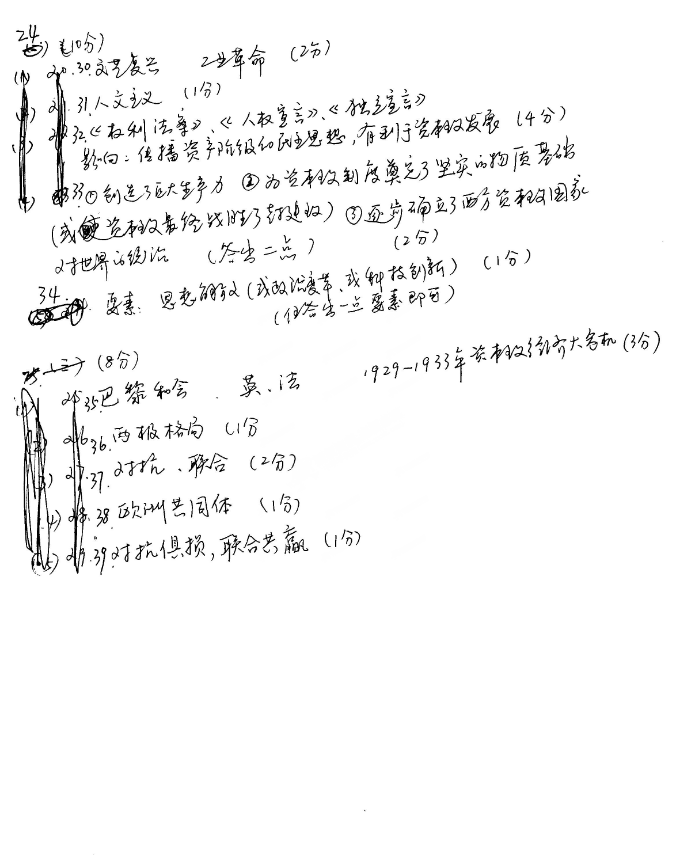 24
(10分)
30.文艺复兴 工业革命 (2分)
31.人文主义 (1分)
32《权利法案》、《人权宣言》、《独立宣言》
影响:传播资产阶级的民主思想,有利于资本主义发展 (4分)
33①创造了巨大生产力 ②为资本主义制度奠定了坚实的物质基础
(或 资本主义最终战胜了封建主义) ③逐步确立了西方资本主义国家
对世界的统治 (答出二点) (2分)
34. 要素:思想解放(或政治变革、或科技创新) (1分)
(任答出一点要素即可)
(8分)
35.巴黎和会 英、法 1929-1933年资本主义经济大危机(3分)
36.两极格局 (1分
37.对抗、联合 (2分)
38.欧洲共同体 (1分)
39.对抗俱损,联合共赢 (1分)